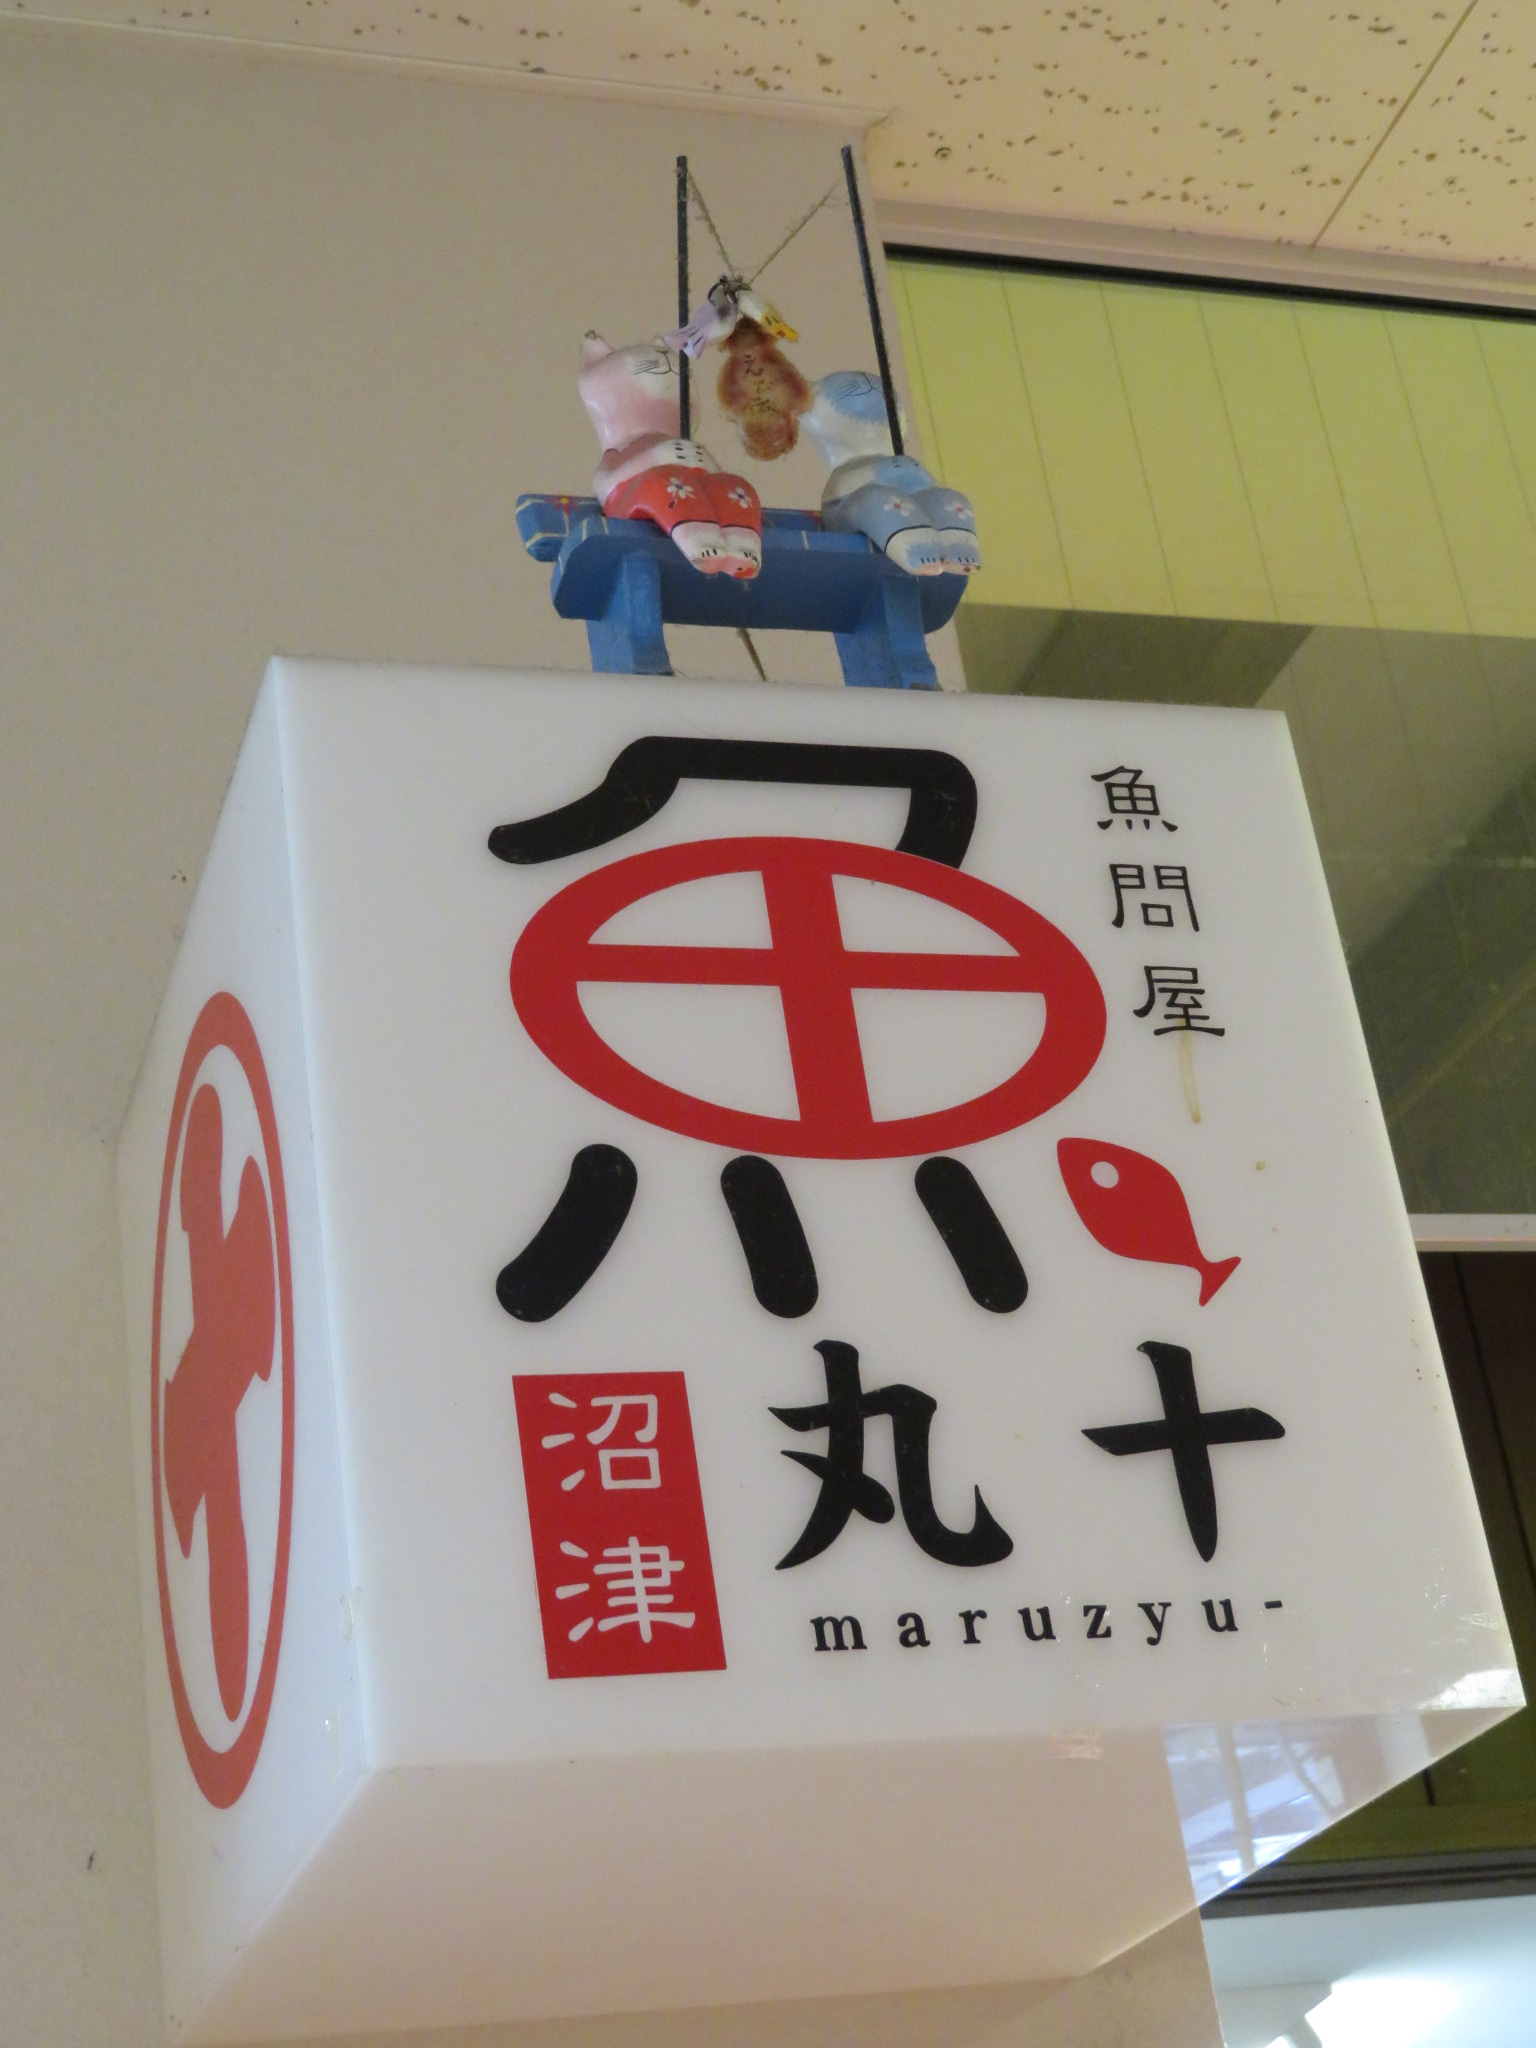 魚
魚問屋
丸十
maruzyu-
沼津